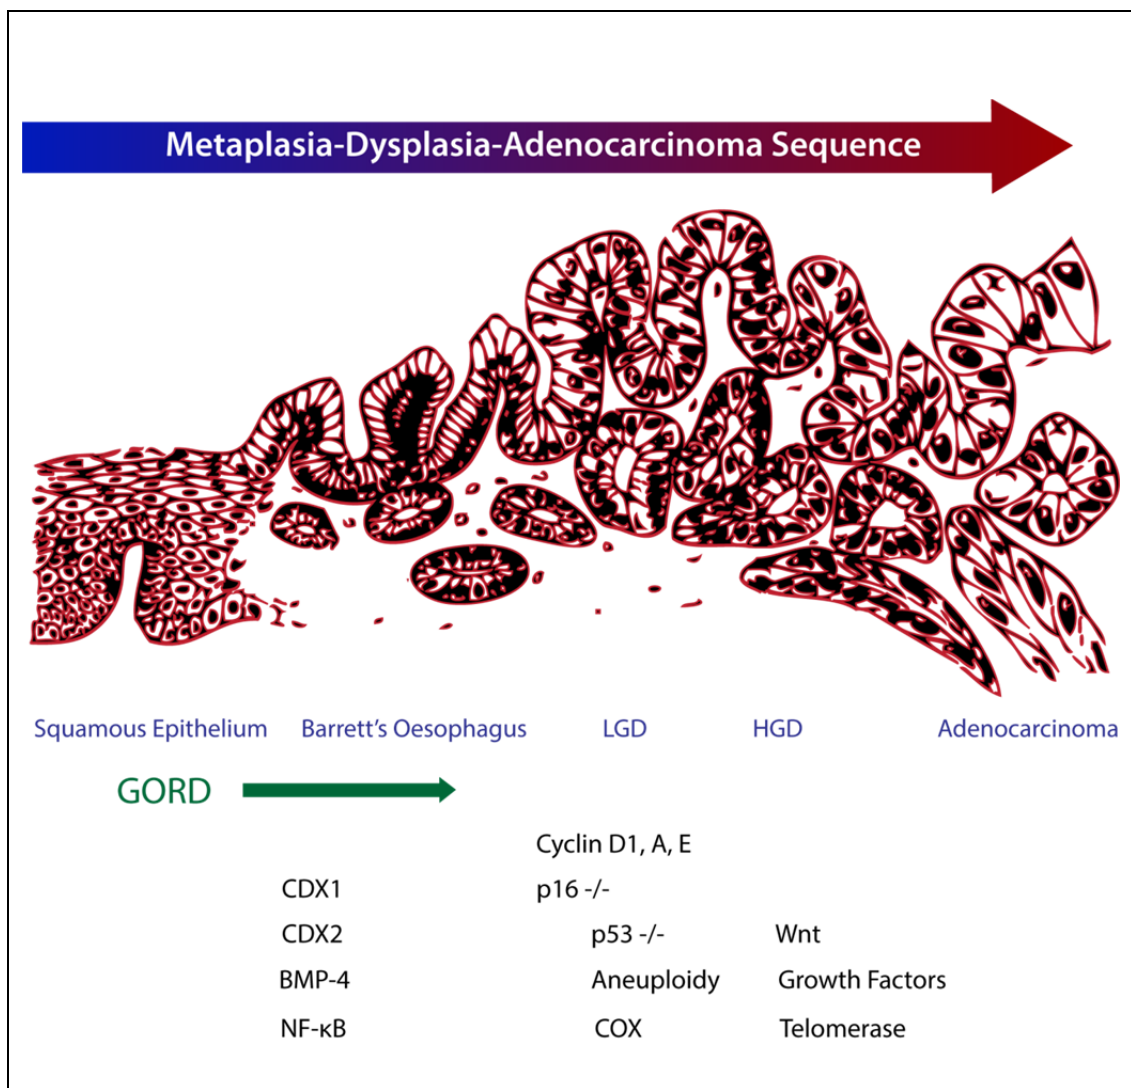 Metaplasia-Dysplasia-Adenocarcinoma Sequence
Squamous Epithelium Barrett's Oesophagus LGD HGD Adenocarcinoma
GORD
Cyclin D1, A, E
CDX1 p16 -/-
CDX2 p53 -/- Wnt
BMP-4 Aneuploidy Growth Factors
NF-κB COX Telomerase